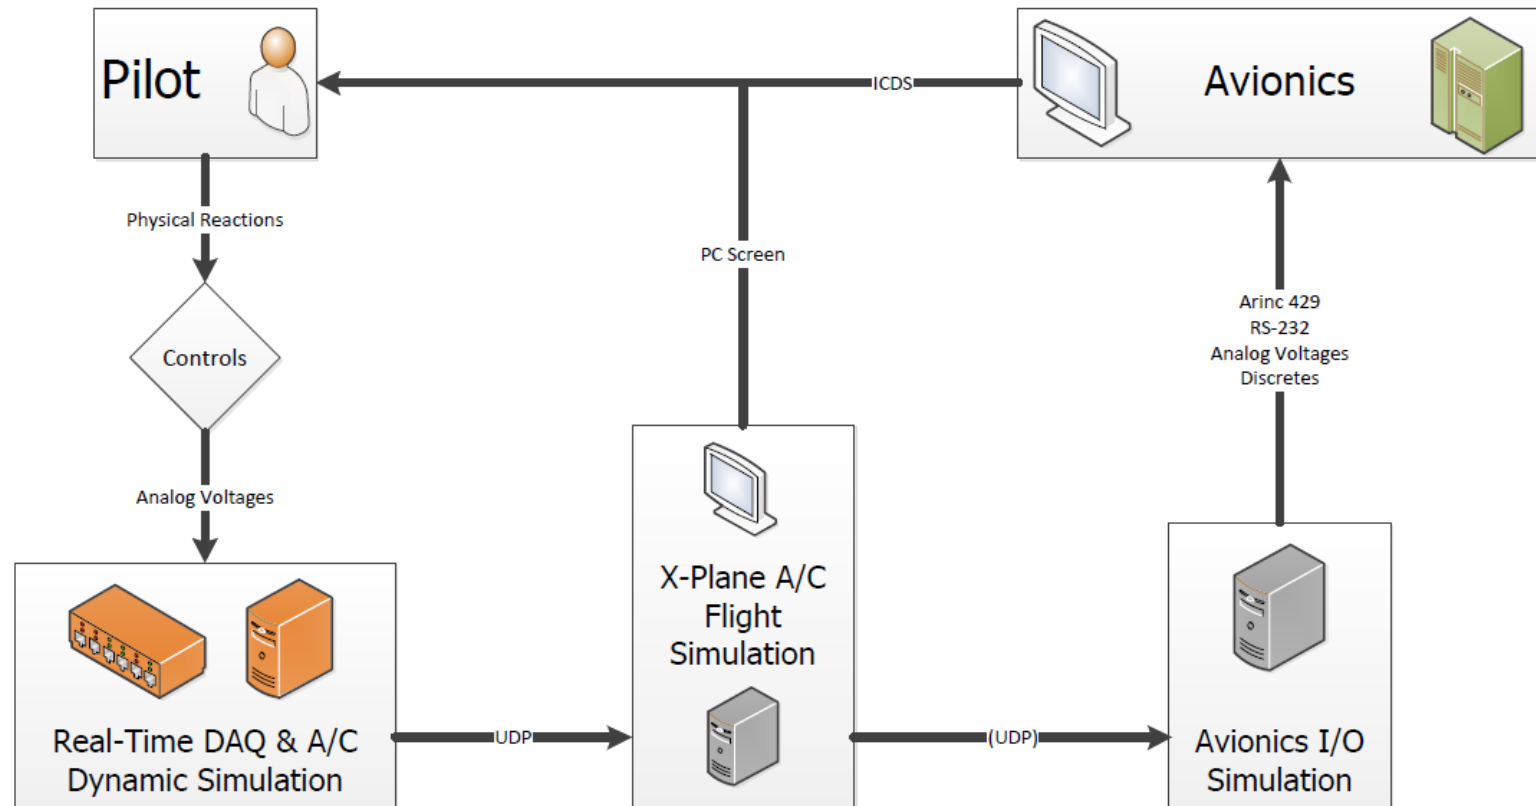 Pilot
ICDS
Avionics
Physical Reactions
PC Screen
Controls
Arinc 429
RS-232
Analog Voltages
Discretes
Analog Voltages
X-Plane A/C
Flight
Simulation
Real-Time DAQ & A/C
Dynamic Simulation
UDP
(UDP)
Avionics I/O
Simulation